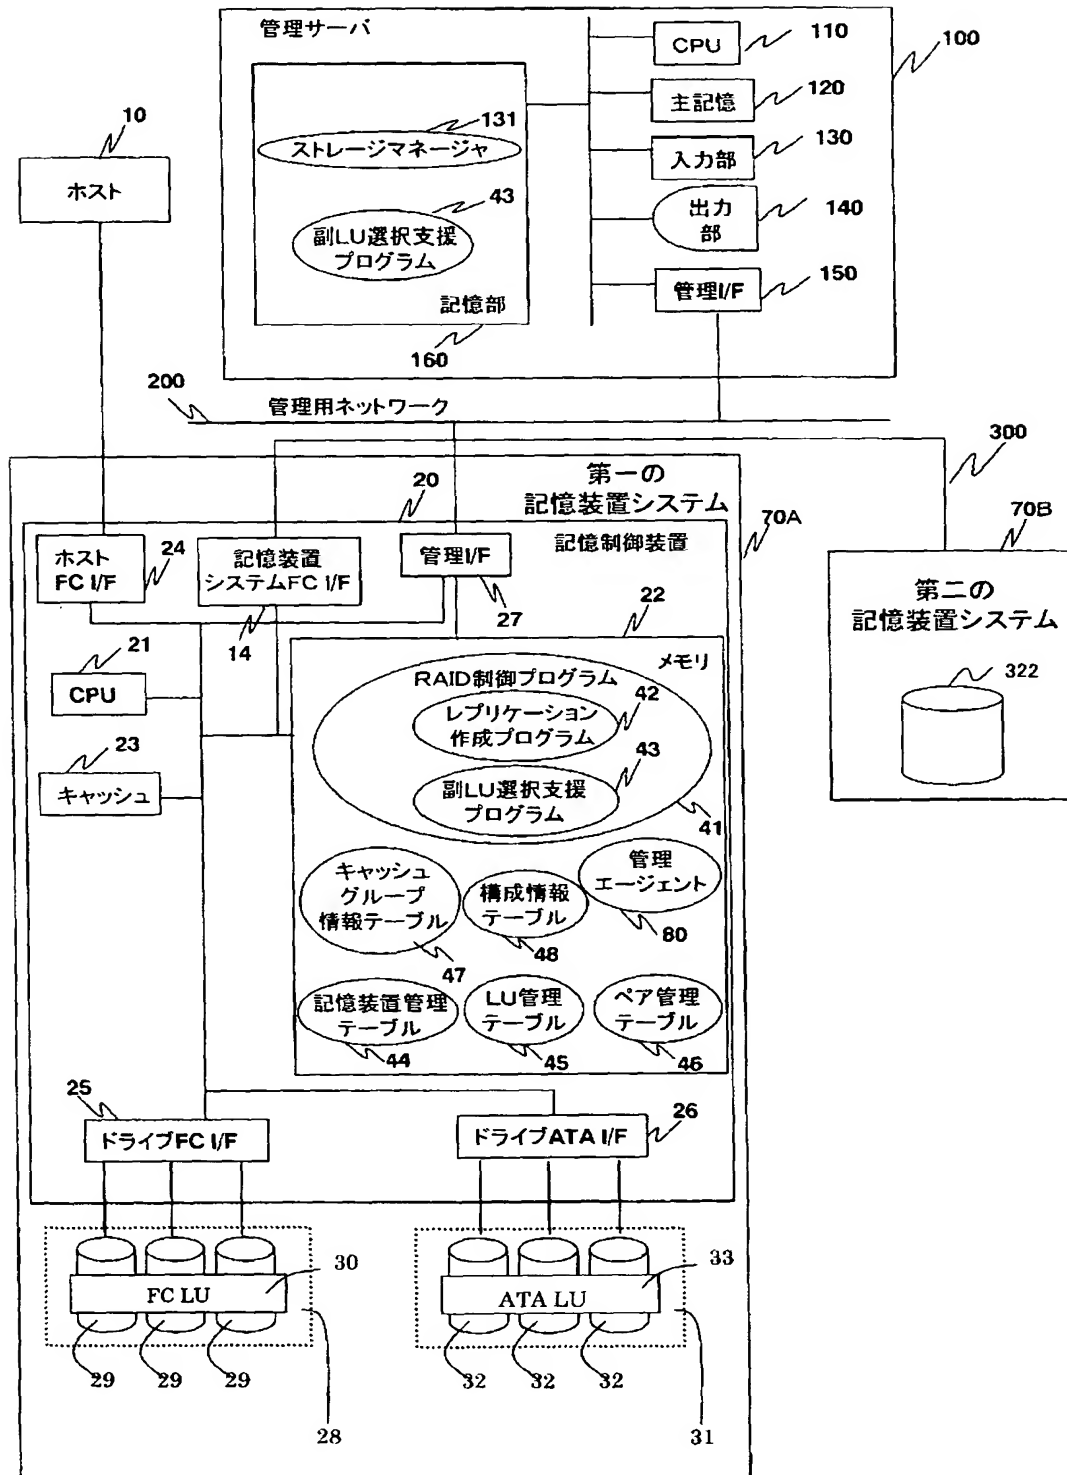 管理サーバ
CPU
110
100
主記憶
120
131
ストレージマネージャ
入力部
130
10
ホスト
43
副LU選択支援
プログラム
出力
部
140
管理I/F
150
記憶部
160
200
管理用ネットワーク
300
第一の
記憶装置システム
20
70A
70B
ホスト
FC I/F
24
記憶装置
システムFC I/F
14
管理I/F
27
記憶制御装置
22
第二の
記憶装置システム
322
21
CPU
メモリ
RAID制御プログラム
レプリケーション
作成プログラム
42
23
キャッシュ
副LU選択支援
プログラム
43
41
キャッシュ
グループ
情報テーブル
47
構成情報
テーブル
48
管理
エージェント
80
記憶装置管理
テーブル
44
LU管理
テーブル
45
ペア管理
テーブル
46
25
ドライブFC I/F
ドライブATA I/F
26
FC LU
30
ATA LU
33
29
29
29
32
32
32
28
31